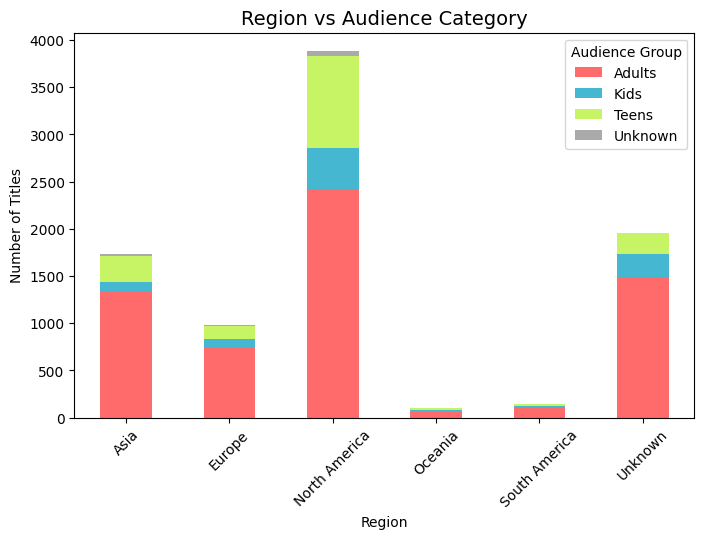 Region vs Audience Category
Number of Titles
4000
3500
3000
2500
2000
1500
1000
500
0
Audience Group
Adults
Kids
Teens
Unknown
Asia
Europe
North America
Oceania
South America
Unknown
Region